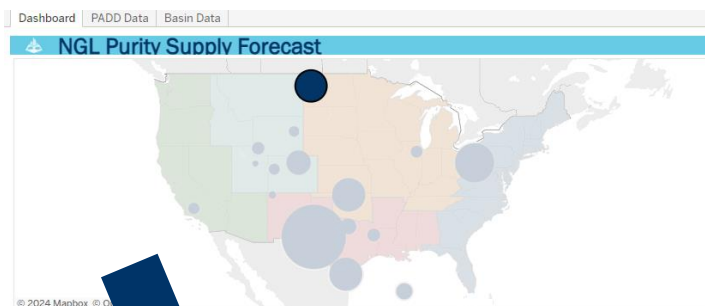 Dashboard PADD Data Basin Data
NGL Purity Supply Forecast
© 2024 Mapbox ©